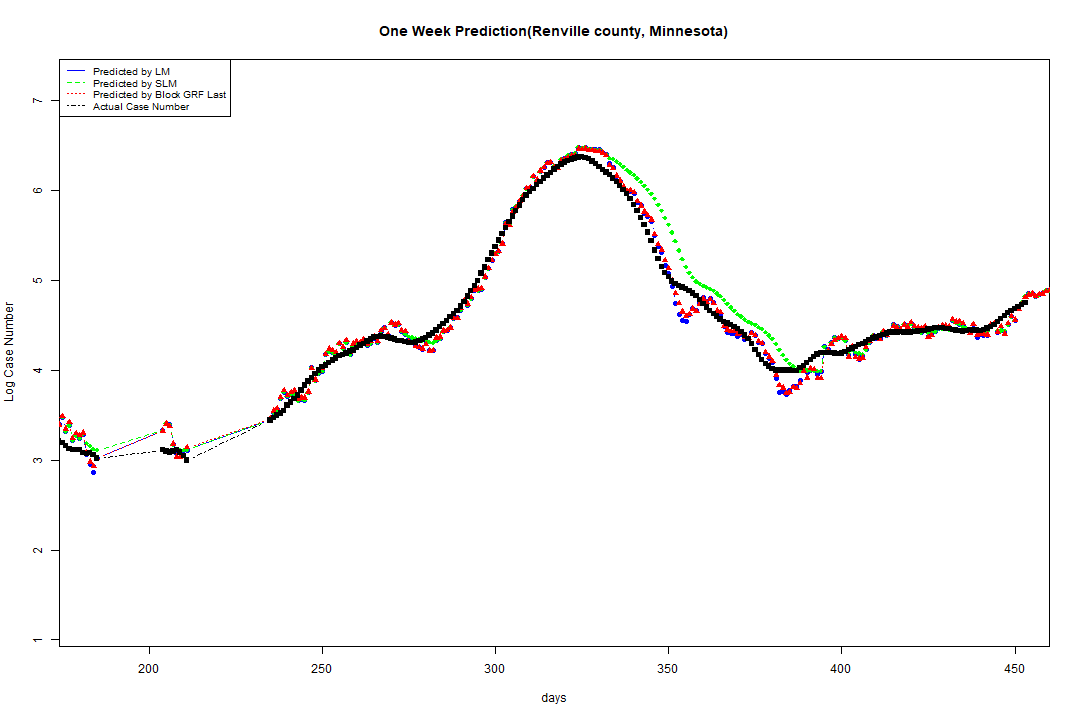 One Week Prediction(Renville county, Minnesota)
Predicted by LM
Predicted by SLM
Predicted by Block GRF Last
Actual Case Number
7
6
5
4
3
2
1
Log Case Number
200 250 300 350 400 450
days